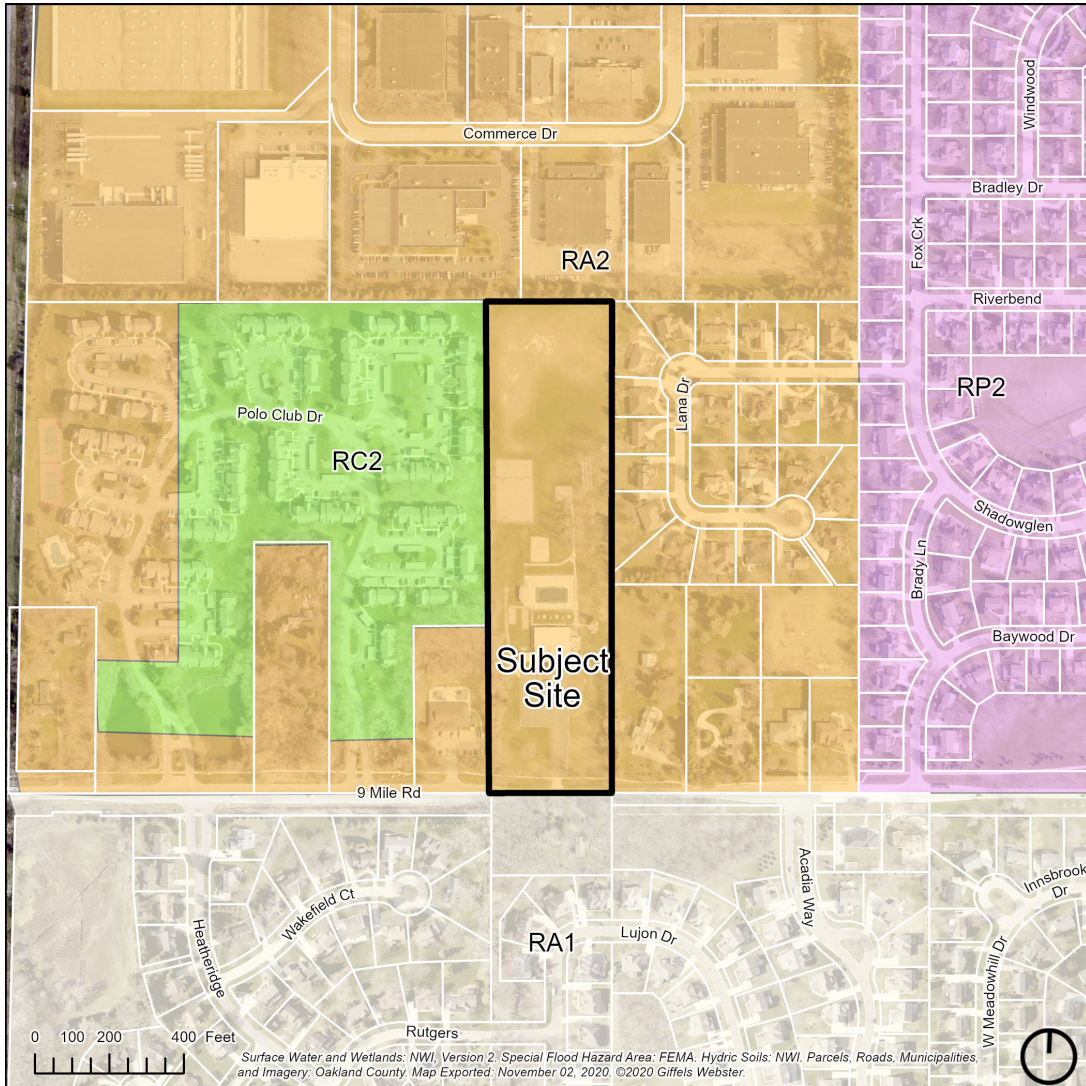 Commerce Dr
Windwood
Bradley Dr
Fox Crk
RA2
Riverbend
RP2
Lana Dr
Polo Club Dr
RC2
Shadowglen
Brady Ln
Baywood Dr
Subject
Site
9 Mile Rd
Acadia Way
Innsbrook
Dr
Wakefield Ct
Heatheridge
RA1
Lujon Dr
W Meadowhill Dr
Rutgers
0 100 200 400 Feet
Surface Water and Wetlands: NWI, Version 2. Special Flood Hazard Area: FEMA. Hydric Soils: NWI. Parcels, Roads, Municipalities,
and Imagery: Oakland County. Map Exported: November 02, 2020. ©2020 Giffels Webster.